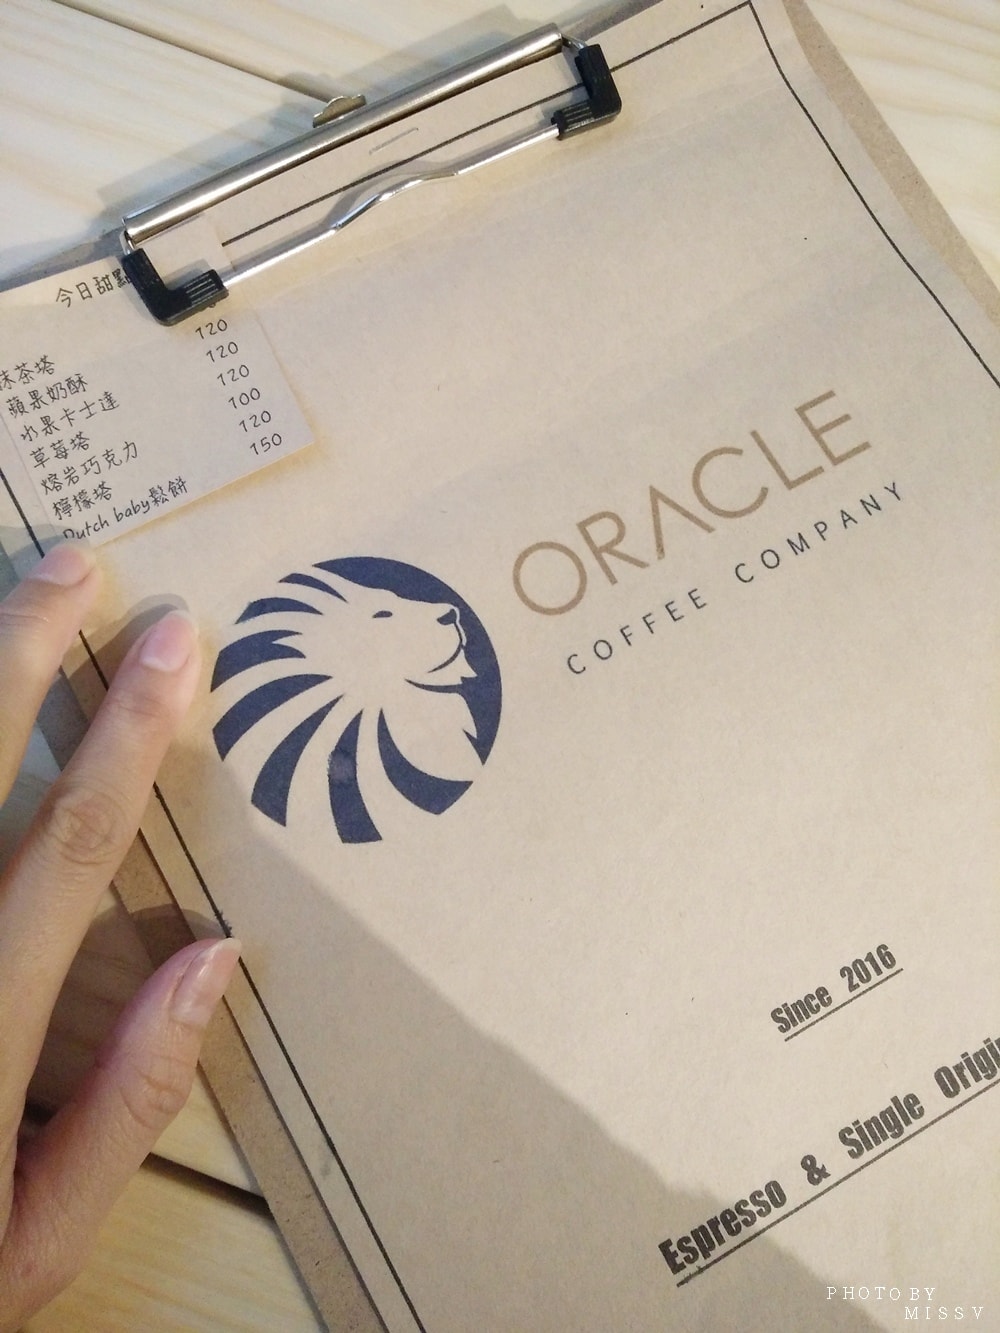 今日甜點
抹茶塔
蘋果奶酥 120
水果卡士達 120
草莓塔 120
熔岩巧克力 100
檸檬塔 120
Dutch baby鬆餅 150
ORACLE
COFFEE COMPANY
Since 2016
Espresso & Single Origi
PHOTO BY
MISS V